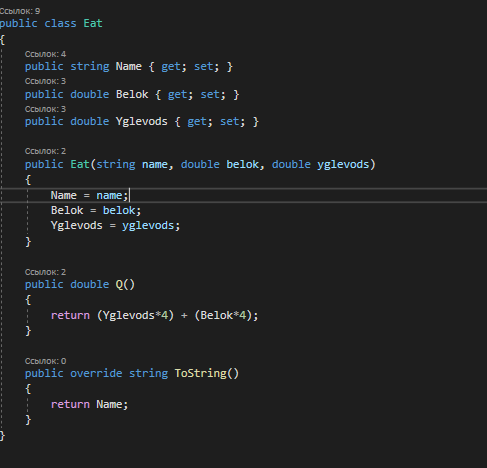 Ссылок: 9
public class Eat
{
Ссылок: 4
public string Name { get; set; }
Ссылок: 3
public double Belok { get; set; }
Ссылок: 3
public double Yglevods { get; set; }
Ссылок: 2
public Eat(string name, double belok, double yglevods)
{
Name = name;
Belok = belok;
Yglevods = yglevods;
}
Ссылок: 2
public double Q()
{
return (Yglevods*4) + (Belok*4);
}
Ссылок: 0
public override string ToString()
{
return Name;
}
}